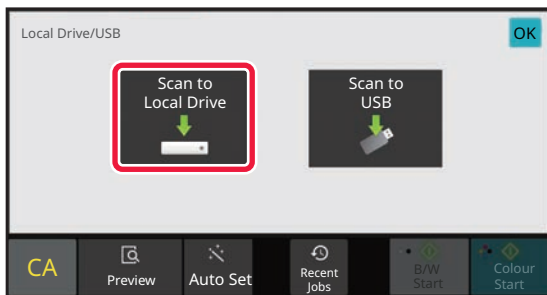 Local Drive/USB
OK
Scan to
Local Drive
Scan to
USB
CA
Preview
Auto Set
Recent
Jobs
B/W
Start
Colour
Start